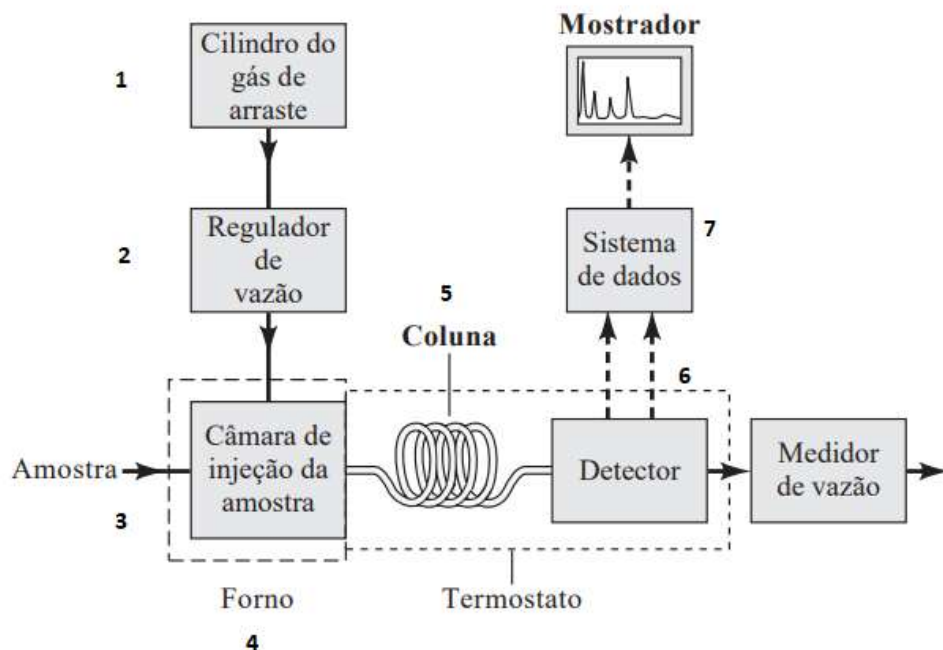 Cilindro do
gás de
arraste
1
Mostrador
Regulador
de
vazão
2
Sistema
de dados
7
5
Coluna
6
Amostra
Câmara de
injeção da
amostra
Detector
Medidor
de vazão
3
Forno
Termostato
4